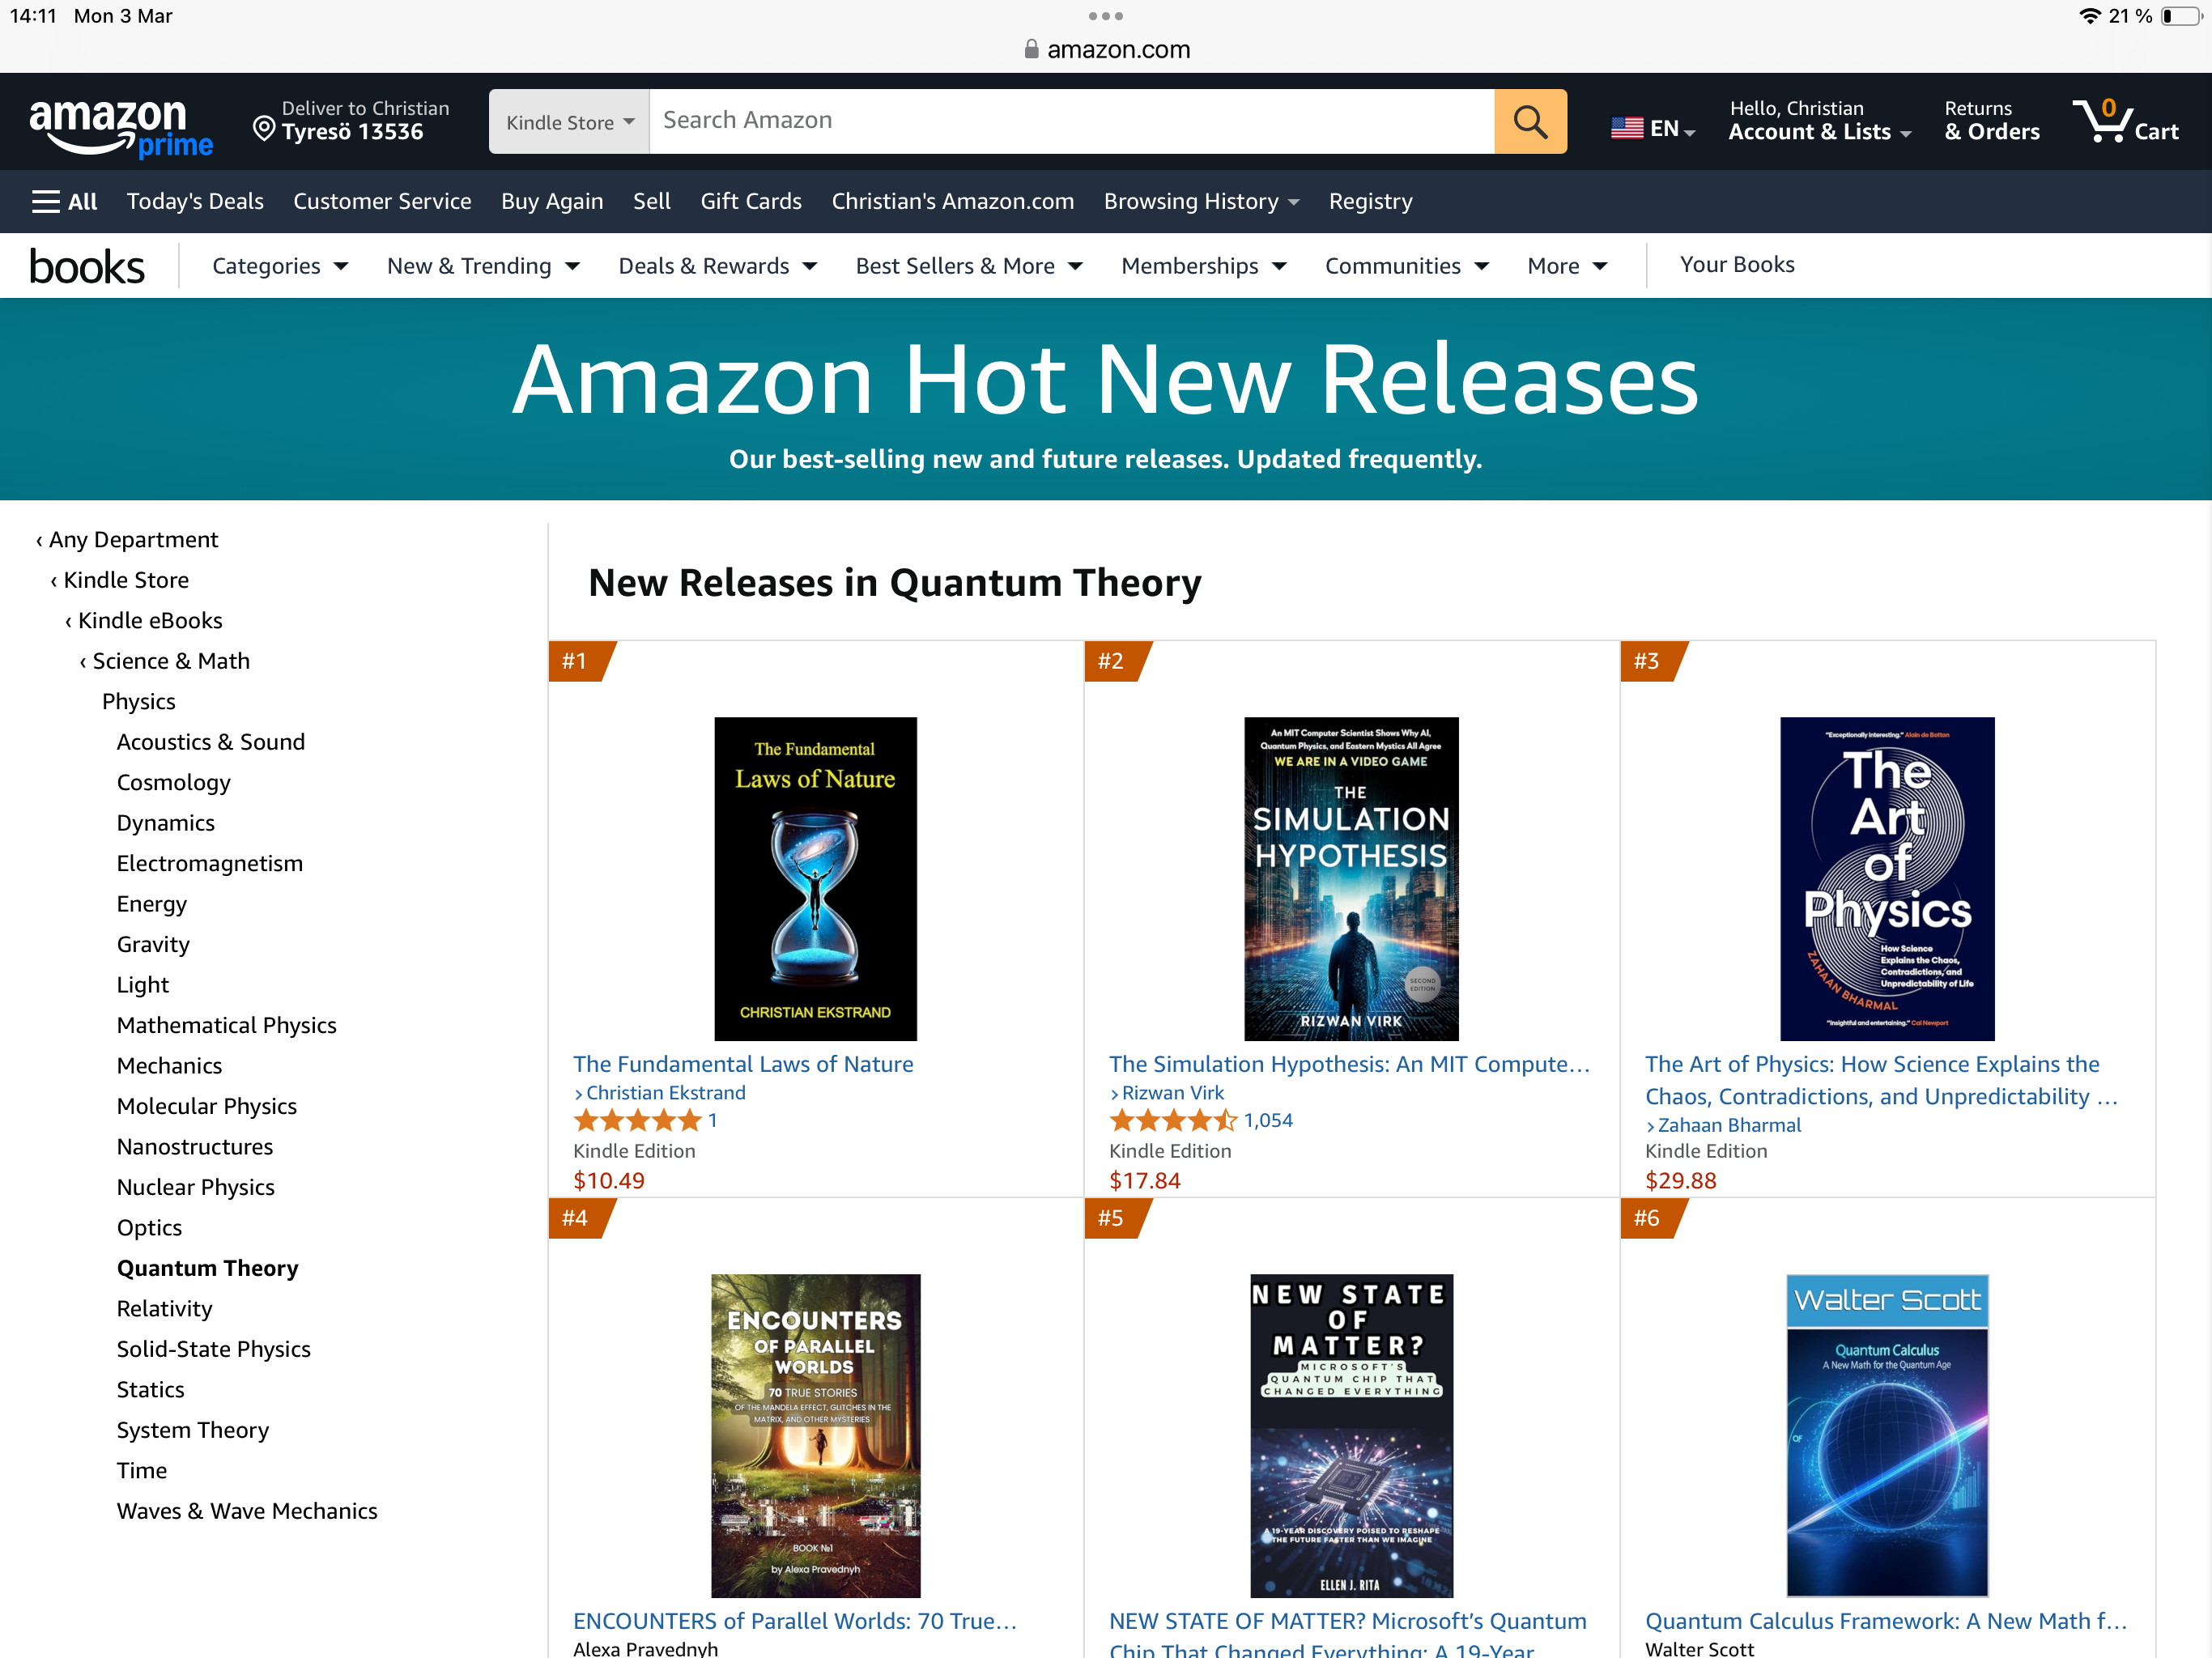 14:11 Mon 3 Mar
21 %
amazon.com
amazon
prime
Deliver to Christian
Tyresö 13536
Kindle Store
Search Amazon
EN
Hello, Christian
Account & Lists
Returns
& Orders
0
Cart
All Today's Deals Customer Service Buy Again Sell Gift Cards Christian's Amazon.com Browsing History Registry
books Categories New & Trending Deals & Rewards Best Sellers & More Memberships Communities More Your Books
Amazon Hot New Releases
Our best-selling new and future releases. Updated frequently.
‹ Any Department
‹ Kindle Store
‹ Kindle eBooks
‹ Science & Math
Physics
Acoustics & Sound
Cosmology
Dynamics
Electromagnetism
Energy
Gravity
Light
Mathematical Physics
Mechanics
Molecular Physics
Nanostructures
Nuclear Physics
Optics
Quantum Theory
Relativity
Solid-State Physics
Statics
System Theory
Time
Waves & Wave Mechanics
New Releases in Quantum Theory
#1
The Fundamental
Laws of Nature
CHRISTIAN EKSTRAND
The Fundamental Laws of Nature
› Christian Ekstrand
1
Kindle Edition
$10.49
#2
An MIT Computer Scientist Shows Why AI,
Quantum Physics, and Eastern Mystics All Agree
WE ARE IN A VIDEO GAME
THE
SIMULATION
HYPOTHESIS
SECOND
EDITION
RIZWAN VIRK
The Simulation Hypothesis: An MIT Compute…
› Rizwan Virk
1,054
Kindle Edition
$17.84
#3
"Exceptionally interesting." Alain de Botton
The
Art
of
Physics
How Science
Explains the Chaos,
Contradictions, and
Unpredictability of Life
ZAHAAN BHARMAL
"Insightful and entertaining." Cal Newport
The Art of Physics: How Science Explains the
Chaos, Contradictions, and Unpredictability …
› Zahaan Bharmal
Kindle Edition
$29.88
#4
ENCOUNTERS
OF PARALLEL
WORLDS
70 TRUE STORIES
OF THE MANDELA EFFECT, GLITCHES IN THE
MATRIX, AND OTHER MYSTERIES
BOOK №1
by Alexa Pravednyh
ENCOUNTERS of Parallel Worlds: 70 True…
Alexa Pravednyh
#5
NEW STATE
OF
MATTER?
MICROSOFT'S
QUANTUM CHIP THAT
CHANGED EVERYTHING
A 19-YEAR DISCOVERY POISED TO RESHAPE
THE FUTURE FASTER THAN WE IMAGINE
ELLEN J. RITA
NEW STATE OF MATTER? Microsoft's Quantum
Chip That Changed Everything: A 19-Year
#6
Walter Scott
Quantum Calculus
A New Math for the Quantum Age
OF
Quantum Calculus Framework: A New Math f…
Walter Scott